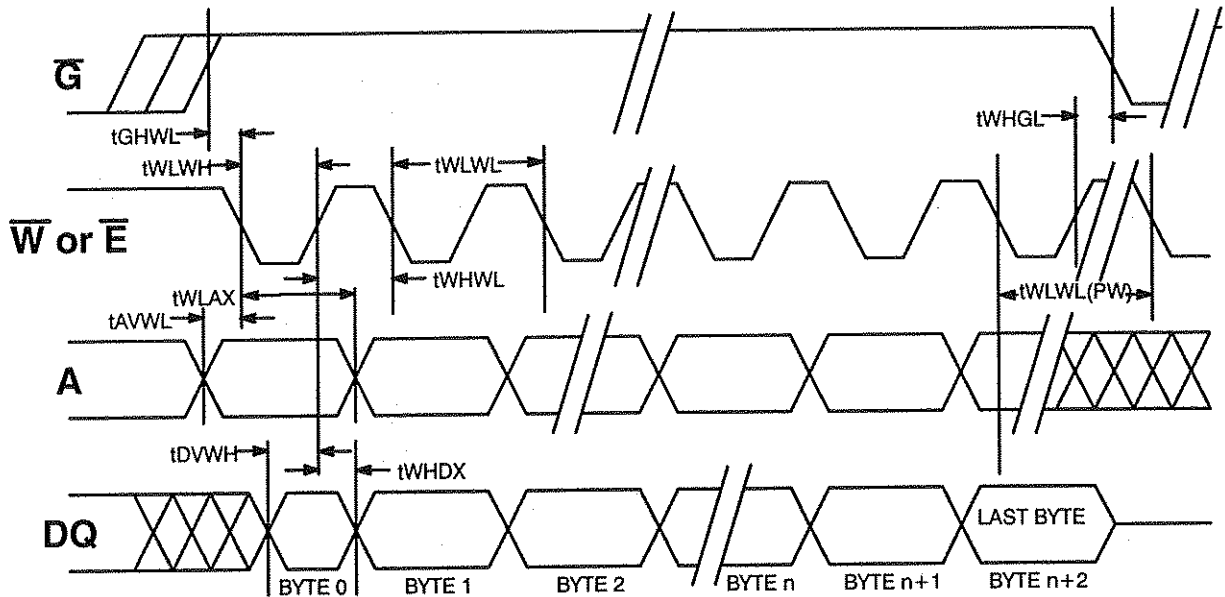 G
tGHWL
tWHGL
tWLWH
tWLWL
W or E
tWHWL
tWLAX
tWLWL(PW)
tAVWL
A
tDVWH
tWHDX
DQ
LAST BYTE
BYTE 0
BYTE 1
BYTE 2
BYTE n
BYTE n+1
BYTE n+2